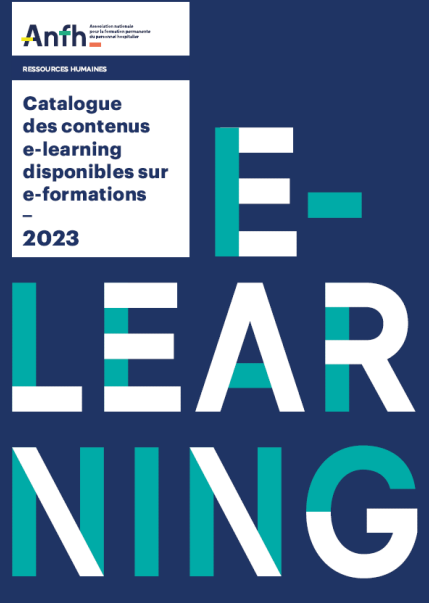 Anfh
Association nationale
pour la formation permanente
du personnel hospitalier
RESSOURCES HUMAINES
Catalogue
des contenus
e-learning
disponibles sur
e-formations
–
2023
E-
LEAR
NING